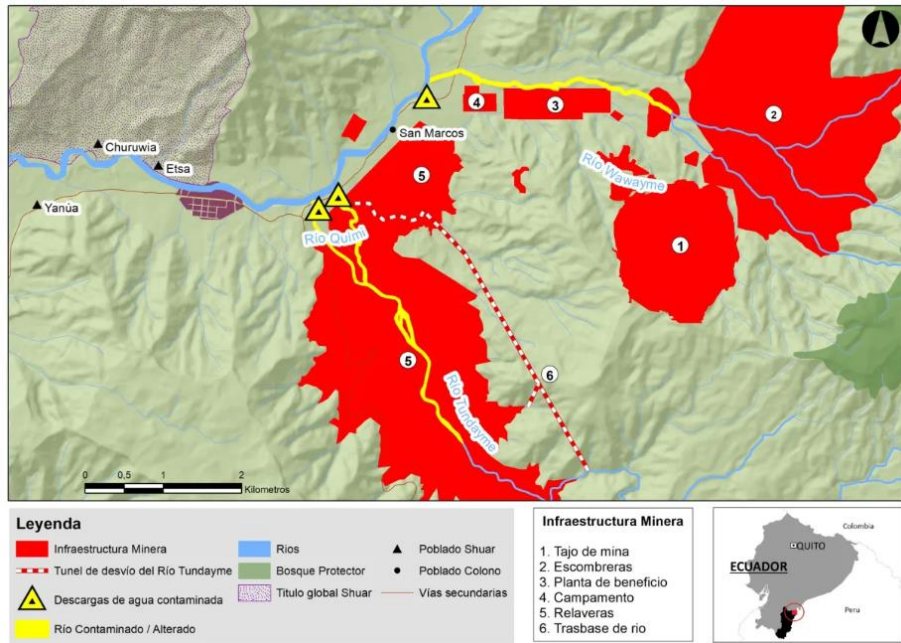 4
3
2
San Marcos
Churuwia
Etsa
5
Río Wawayme
Yanúa
Río Quimi
1
5
6
Río Tundayme
0 0,5 1 2
Kilometros
Leyenda
Infraestructura Minera
Tunel de desvío del Río Tundayme
Descargas de agua contaminada
Río Contaminado / Alterado
Rios
Bosque Protector
Titulo global Shuar
Poblado Shuar
Poblado Colono
Vías secundarias
Infraestructura Minera
1. Tajo de mina
2. Escombreras
3. Planta de beneficio
4. Campamento
5. Relaveras
6. Trasbase de rio
Colombia
QUITO
ECUADOR
Peru